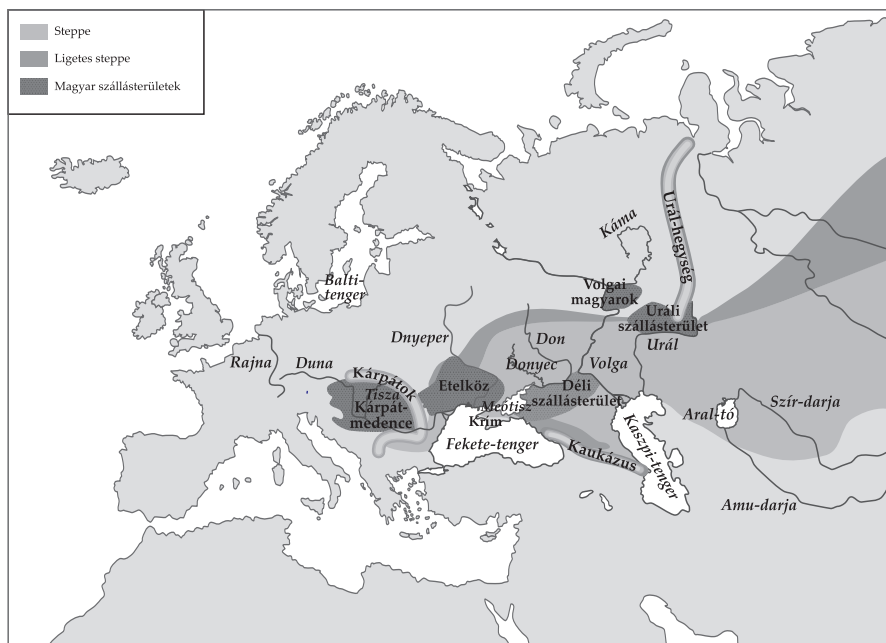 Steppe
Ligetes steppe
Magyar szállásterületek
Urál-hegység
Káma
Volgai
magyarok
Balti-
tenger
Uráli
szállásterület
Urál
Dnyeper
Don
Donyec
Volga
Rajna
Duna
Kárpátok
Tisza
Kárpát-
medence
Etelköz
Déli
szállásterület
Meótisz
Krím
Fekete-tenger
Kaukázus
Kaszpi-tenger
Aral-tó
Szír-darja
Amu-darja